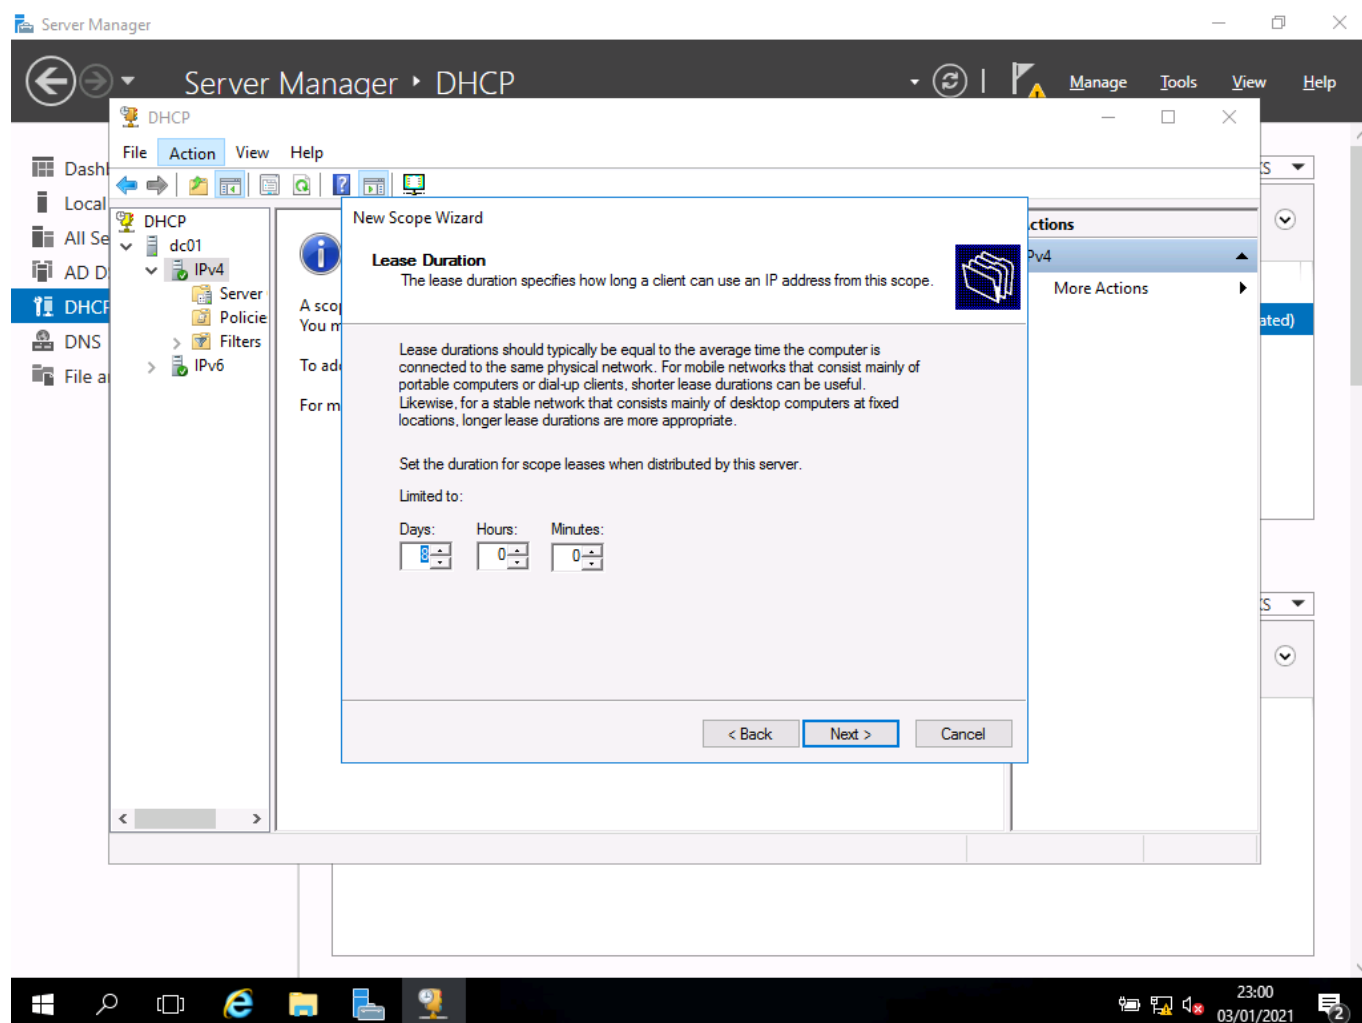 Server Manager
Server Manager • DHCP
Manage Tools View Help
DHCP
File Action View Help
DHCP
dc01
IPv4
Server
Policie
Filters
IPv6
All Se
AD D
DNS
New Scope Wizard
Lease Duration
The lease duration specifies how long a client can use an IP address from this scope.
Lease durations should typically be equal to the average time the computer is
connected to the same physical network. For mobile networks that consist mainly of
portable computers or dial-up clients, shorter lease durations can be useful.
Likewise, for a stable network that consists mainly of desktop computers at fixed
locations, longer lease durations are more appropriate.
Set the duration for scope leases when distributed by this server.
Limited to:
Days: Hours: Minutes:
8 0 0
< Back Next > Cancel
A scop
You m
To ad
For m
ctions
Pv4
More Actions
ated)
Dash
Local
DHCP
File a
23:00
03/01/2021
2